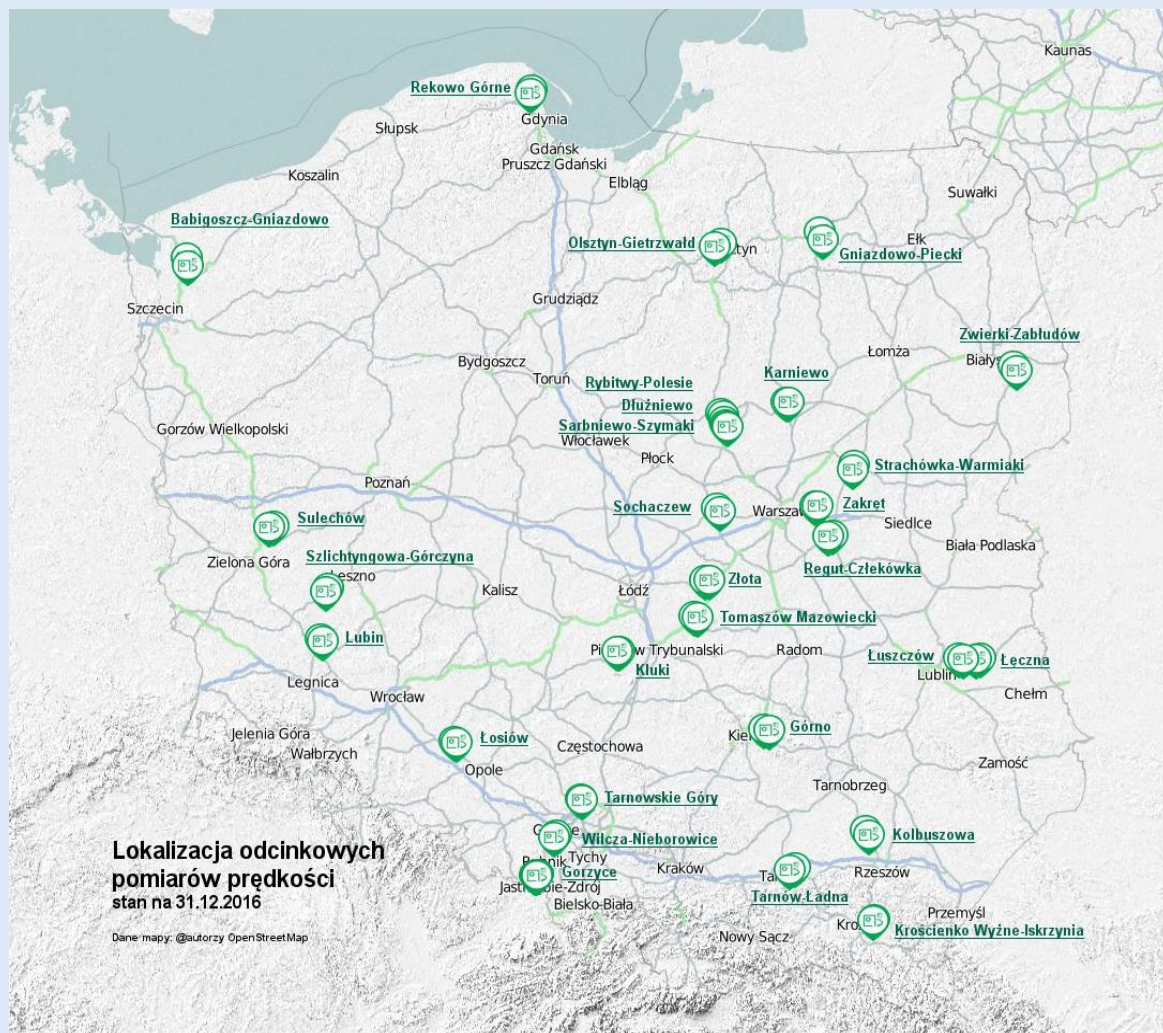 Kaunas
Rekowo Górne
Gdynia
Słupsk
Gdańsk
Pruszcz Gdański
Koszalin
Elbląg
Suwałki
Babigoszcz-Gniazdowo
Olsztyn-Gietrzwałd
Ełk
Gniazdowo-Piecki
Szczecin
Grudziądz
Zwierki-Zabłudów
Łomża
Bydgoszcz
Toruń
Karniewo
Rybitwy-Polesie
Dłużniewo
Sarbniewo-Szymaki
Gorzów Wielkopolski
Włocławek
Płock
Strachówka-Warmiaki
Poznań
Sochaczew
Zakręt
Sulechów
Siedlce
Biała Podlaska
Szlichtyngowa-Górczyna
Zielona Góra
Regut-Człekówka
Złota
Kalisz
Łódź
Tomaszów Mazowiecki
Lubin
Trybunalski
Radom
Łuszczów
Łęczna
Kluki
Lublin
Legnica
Chełm
Wrocław
Jelenia Góra
Łosiów
Górno
Wałbrzych
Częstochowa
Zamość
Opole
Tarnobrzeg
Tarnowskie Góry
Kolbuszowa
Wilcza-Nieborowice
Lokalizacja odcinkowych
pomiarów prędkości
stan na 31.12.2016
Tychy
Kraków
Rzeszów
Gorzyce
Tarnów-Ładna
Bielsko-Biała
Przemyśl
Krościenko Wyżne-Iskrzynia
Nowy Sącz
Dane mapy: @autorzy OpenStreetMap